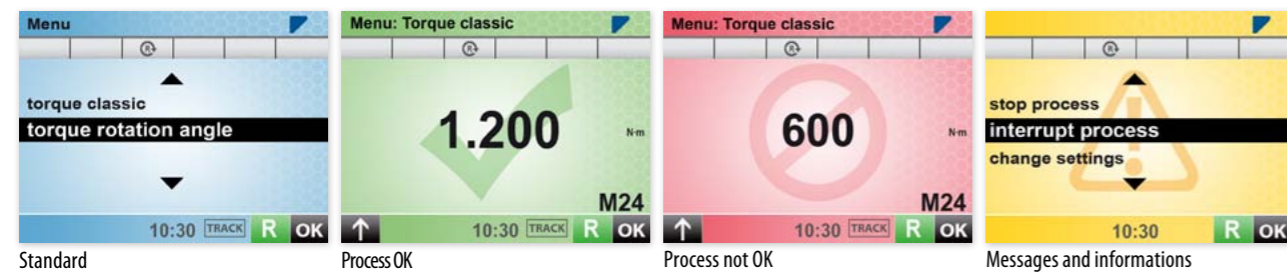 Menu
R
torque classic
torque rotation angle
10:30 TRACK R OK
Standard
Menu: Torque classic
R
1.200 N·m
M24
10:30 TRACK R OK
Process OK
Menu: Torque classic
R
600 N·m
M24
10:30 TRACK R OK
Process not OK
R
stop process
interrupt process
change settings
10:30 R OK
Messages and informations